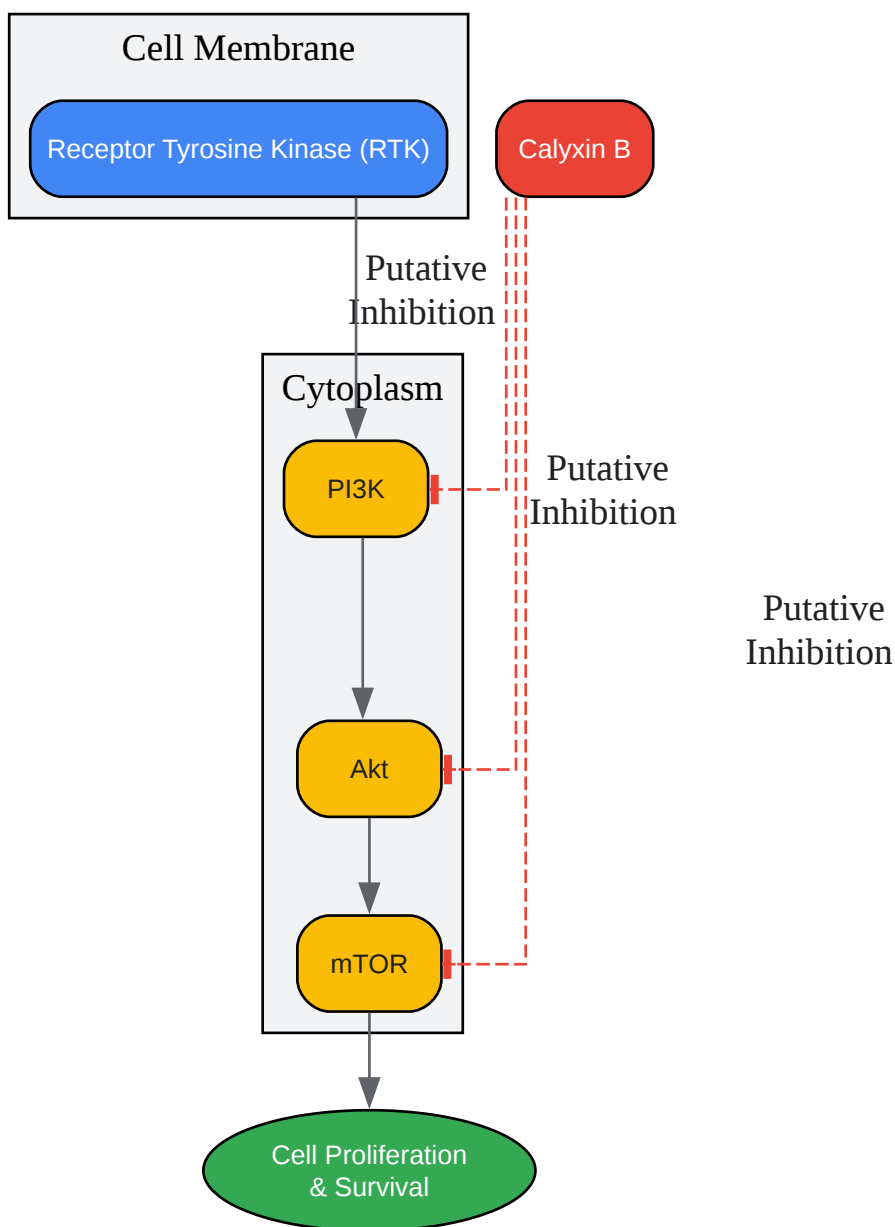 Cell Membrane
Receptor Tyrosine Kinase (RTK)
Calyxin B
Putative
Inhibition
Cytoplasm
PI3K
Putative
Inhibition
Putative
Inhibition
Akt
mTOR
Cell Proliferation
& Survival